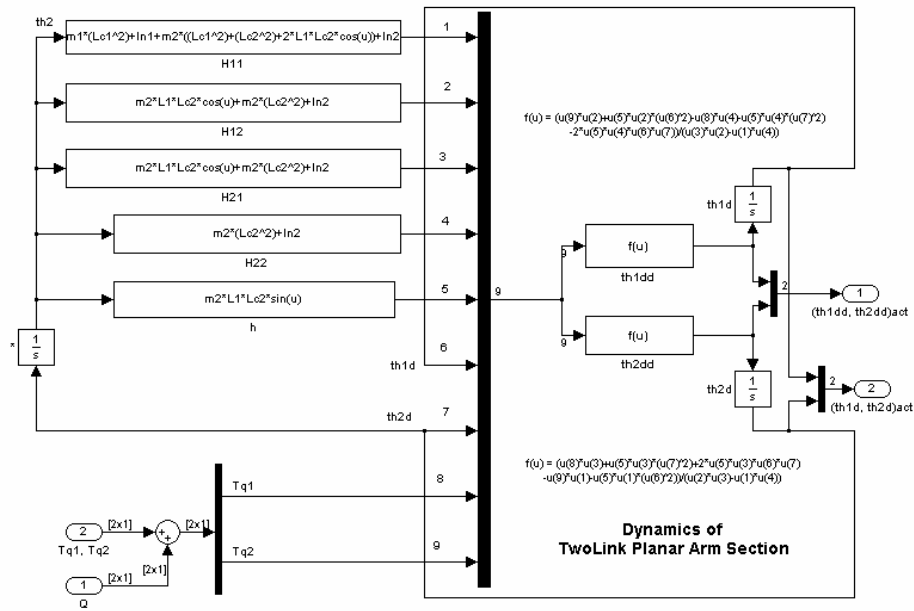 th2
m1*(Lc1^2)+In1+m2*((Lc1^2)+(Lc2^2)+2*L1*Lc2*cos(u))+In2
H11
1
m2*L1*Lc2*cos(u)+m2*(Lc2^2)+In2
H12
2
m2*L1*Lc2*cos(u)+m2*(Lc2^2)+In2
H21
3
m2*(Lc2^2)+In2
H22
4
m2*L1*Lc2*sin(u)
h
5
*
1
s
6
th1d
th2d
7
Tq1
8
Tq2
9
2
Tq1, Tq2
[2x1]
+
+
[2x1]
1
Q
[2x1]
[2x1]
9
f(u) = (u(9)*u(2)+u(5)*u(2)*(u(6)^2)-u(8)*u(4)-u(5)*u(4)*(u(7)^2)
-2*u(5)*u(4)*u(6)*u(7))/(u(3)*u(2)-u(1)*u(4))
th1d
1
s
9
f(u)
th1dd
9
f(u)
th2dd
th2d
1
s
2
1
(th1dd, th2dd)act
2
2
(th1d, th2d)act
f(u) = (u(8)*u(3)+u(5)*u(3)*(u(7)^2)+2*u(5)*u(3)*u(6)*u(7)
-u(9)*u(1)-u(5)*u(1)*(u(6)^2))/(u(2)*u(3)-u(1)*u(4))
Dynamics of
TwoLink Planar Arm Section